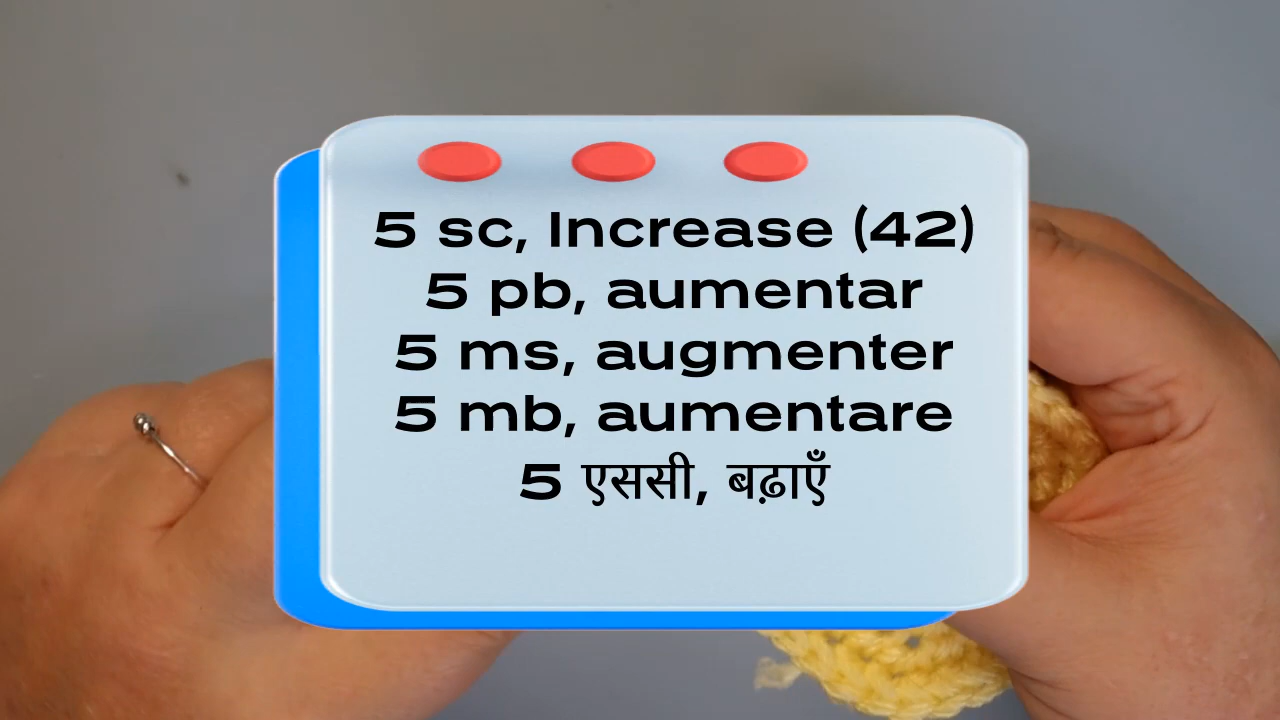 5 sc, Increase (42)
5 pb, aumentar
5 ms, augmenter
5 mb, aumentare
5 एससी, बढ़ाएँ